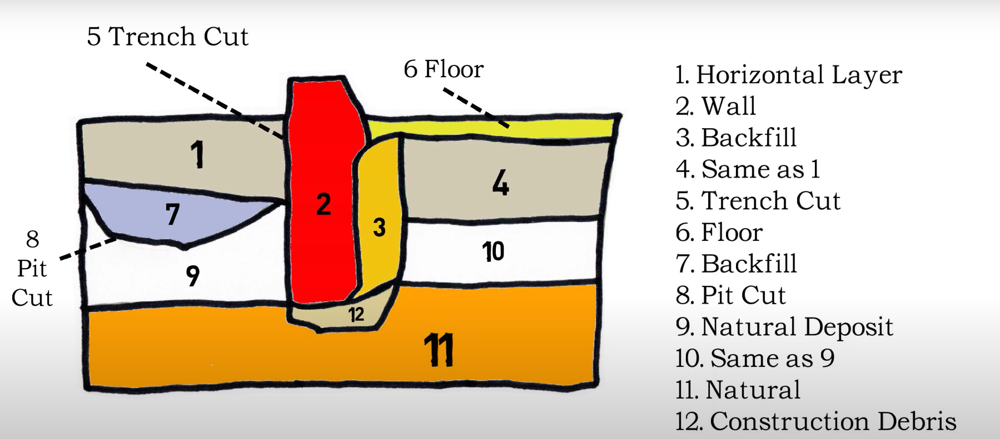 5 Trench Cut
6 Floor
1
2
3
4
7
8
Pit
Cut
9
10
12
11
1. Horizontal Layer
2. Wall
3. Backfill
4. Same as 1
5. Trench Cut
6. Floor
7. Backfill
8. Pit Cut
9. Natural Deposit
10. Same as 9
11. Natural
12. Construction Debris